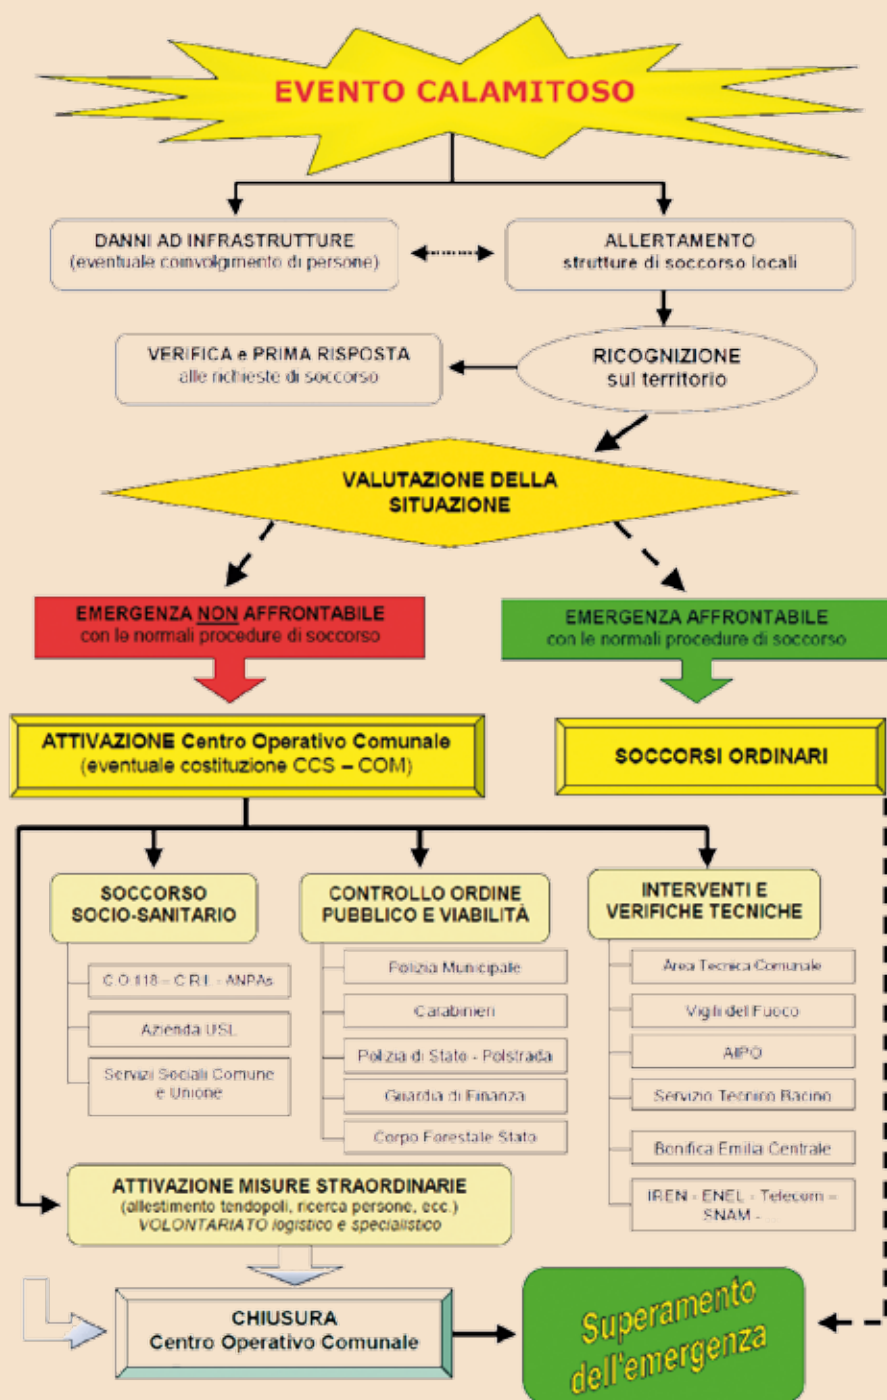 EVENTO CALAMITOSO
DANNI AD INFRASTRUTTURE
(eventuale coinvolgimento di persone)
ALLERTAMENTO
strutture di soccorso locali
VERIFICA e PRIMA RISPOSTA
alle richieste di soccorso
RICOGNIZIONE
sul territorio
VALUTAZIONE DELLA
SITUAZIONE
EMERGENZA NON AFFRONTABILE
con le normali procedure di soccorso
EMERGENZA AFFRONTABILE
con le normali procedure di soccorso
ATTIVAZIONE Centro Operativo Comunale
(eventuale costituzione CCS – COM)
SOCCORSI ORDINARI
SOCCORSO
SOCIO-SANITARIO
C.O.118 – C.R.I. - ANPAs
Azienda USL
Servizi Sociali Comune
e Unione
CONTROLLO ORDINE
PUBBLICO E VIABILITÀ
Polizia Municipale
Carabinieri
Polizia di Stato - Polstrada
Guardia di Finanza
Corpo Forestale Stato
INTERVENTI E
VERIFICHE TECNICHE
Area Tecnica Comunale
Vigili del Fuoco
AIPO
Servizio Tecnico Bacino
Bonifica Emilia Centrale
IREN - ENEL - Telecom –
SNAM - ...
ATTIVAZIONE MISURE STRAORDINARIE
(allestimento tendopoli, ricerca persone, ecc.)
VOLONTARIATO logistico e specialistico
CHIUSURA
Centro Operativo Comunale
Superamento
dell'emergenza